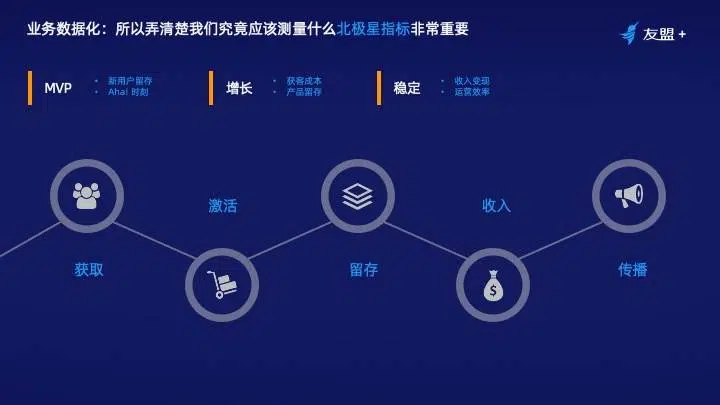 业务数据化：所以弄清楚我们究竟应该测量什么北极星指标非常重要
友盟+
MVP
• 新用户留存
• Aha! 时刻
增长
• 获客成本
• 产品留存
稳定
• 收入变现
• 运营效率
激活
收入
获取
留存
传播
$